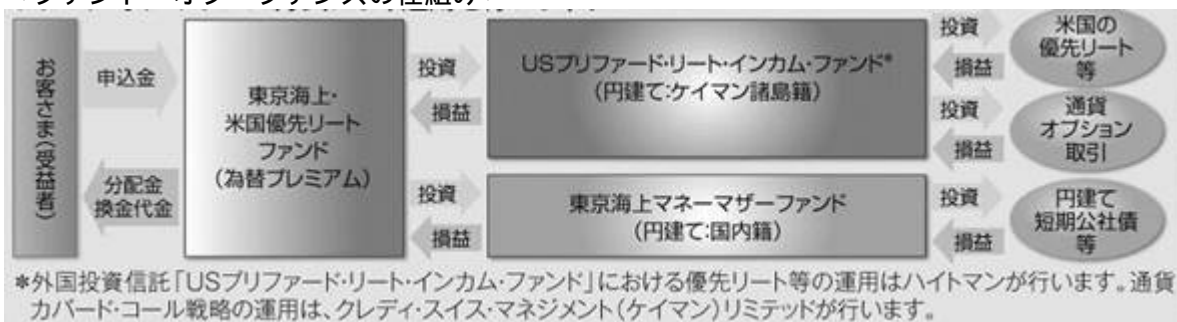 お客さま(受益者)
申込金
分配金
換金代金
東京海上・
米国優先リート
ファンド
(為替プレミアム)
投資
損益
投資
損益
USプリファード・リート・インカム・ファンド*
(円建て:ケイマン諸島籍)
東京海上マネーマザーファンド
(円建て:国内籍)
投資
損益
投資
損益
投資
損益
米国の
優先リート
等
通貨
オプション
取引
円建て
短期公社債
等
*外国投資信託「USプリファード・リート・インカム・ファンド」における優先リート等の運用はハイトマンが行います。通貨
カバード・コール戦略の運用は、クレディ・スイス・マネジメント(ケイマン)リミテッドが行います。